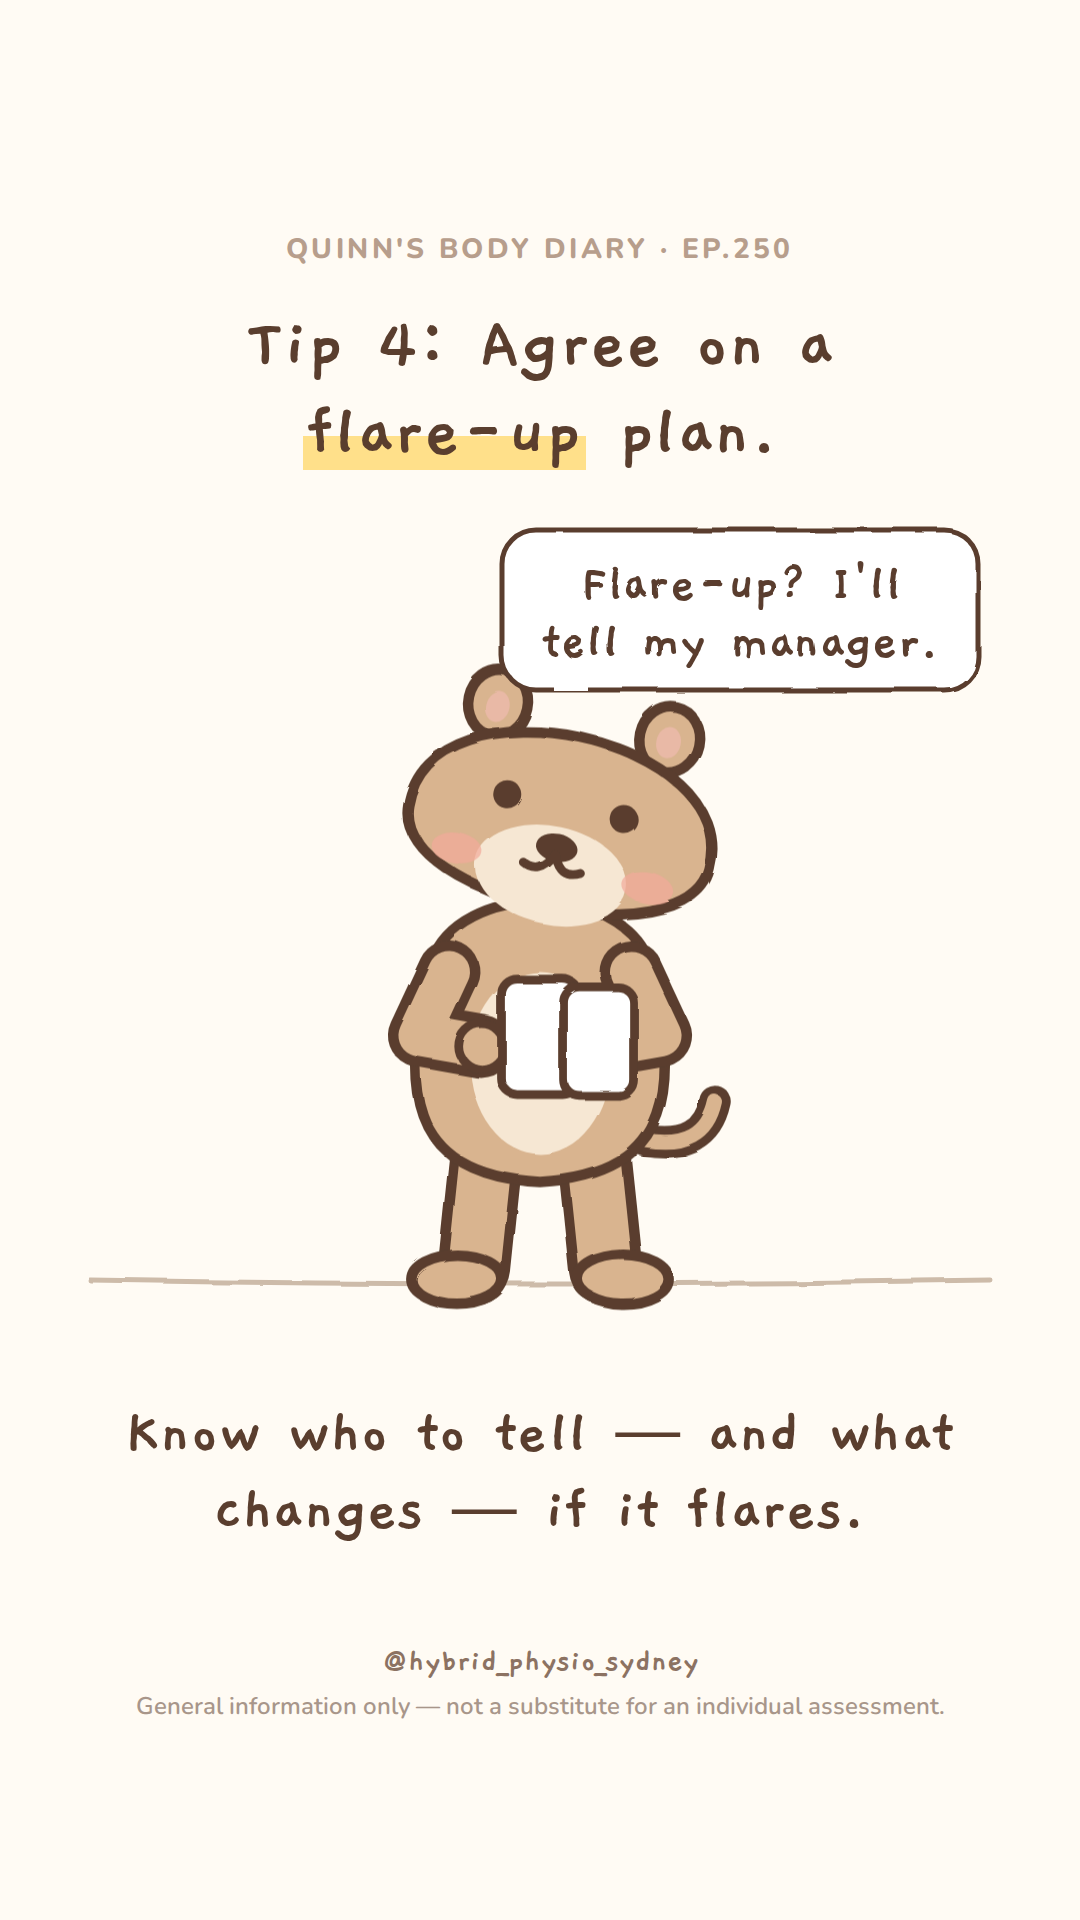 QUINN'S BODY DIARY · EP.250
Tip 4: Agree on a
flare-up plan.
Flare-up? I'll
tell my manager.
Know who to tell — and what
changes — if it flares.
@hybrid_physio_sydney
General information only — not a substitute for an individual assessment.